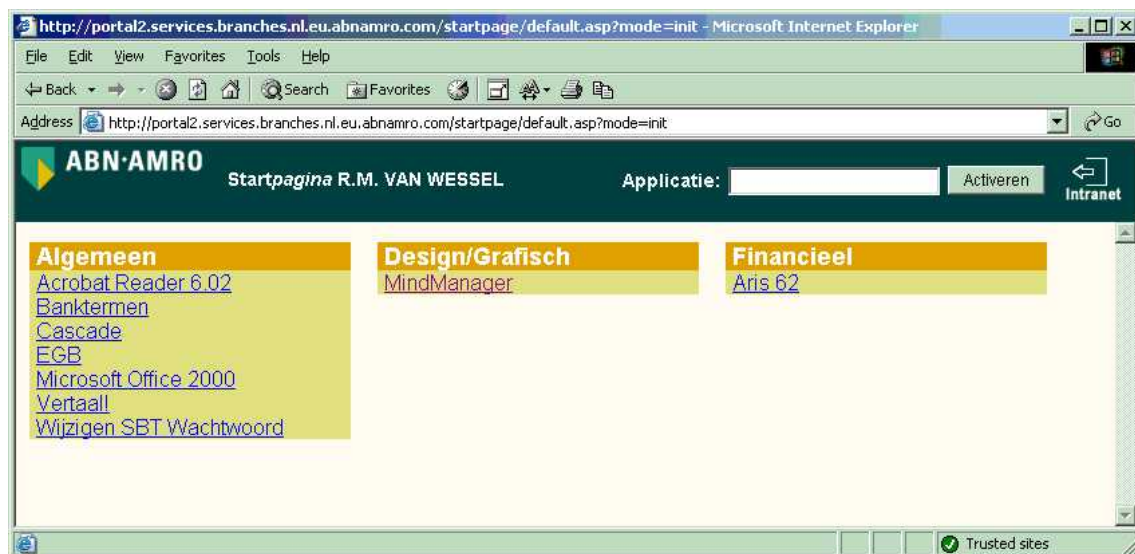 http://portal2.services.branches.nl.eu.abnamro.com/startpage/default.asp?mode=init - Microsoft Internet Explorer
File Edit View Favorites Tools Help
Back Search Favorites
Address http://portal2.services.branches.nl.eu.abnamro.com/startpage/default.asp?mode=init Go
ABN·AMRO
Startpagina R.M. VAN WESSEL Applicatie: Activeren Intranet
Algemeen Design/Grafisch Financieel
Acrobat Reader 6.02 MindManager Aris 62
Banktermen
Cascade
EGB
Microsoft Office 2000
Vertaal!
Wijzigen SBT Wachtwoord
Trusted sites